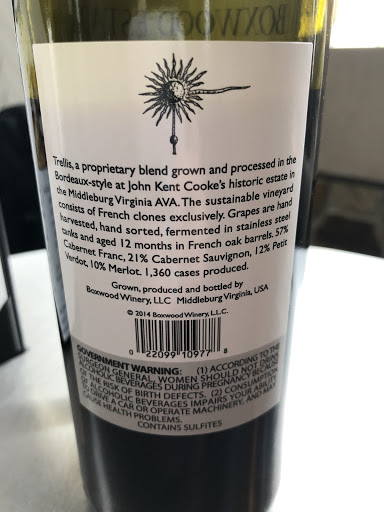 BOXWOOD ESTA
Trellis, a proprietary blend grown and processed in the
Bordeaux-style at John Kent Cooke's historic estate in
the Middleburg Virginia AVA. The sustainable vineyard
consists of French clones exclusively. Grapes are hand
harvested, hand sorted, fermented in stainless steel
tanks and aged 12 months in French oak barrels. 57%
Cabernet Franc, 21% Cabernet Sauvignon, 12% Petit
Verdot, 10% Merlot. 1,360 cases produced.
Grown, produced and bottled by
Boxwood Winery, LLC Middleburg Virginia, USA
© 2014 Boxwood Winery, L.L.C.
0 22099 10977 8
GOVERNMENT WARNING: (1) ACCORDING TO THE
SURGEON GENERAL, WOMEN SHOULD NOT DRINK
ALCOHOLIC BEVERAGES DURING PREGNANCY BECAUSE
OF THE RISK OF BIRTH DEFECTS. (2) CONSUMPTION
OF ALCOHOLIC BEVERAGES IMPAIRS YOUR ABILITY
TO DRIVE A CAR OR OPERATE MACHINERY, AND MAY
CAUSE HEALTH PROBLEMS.
CONTAINS SULFITES